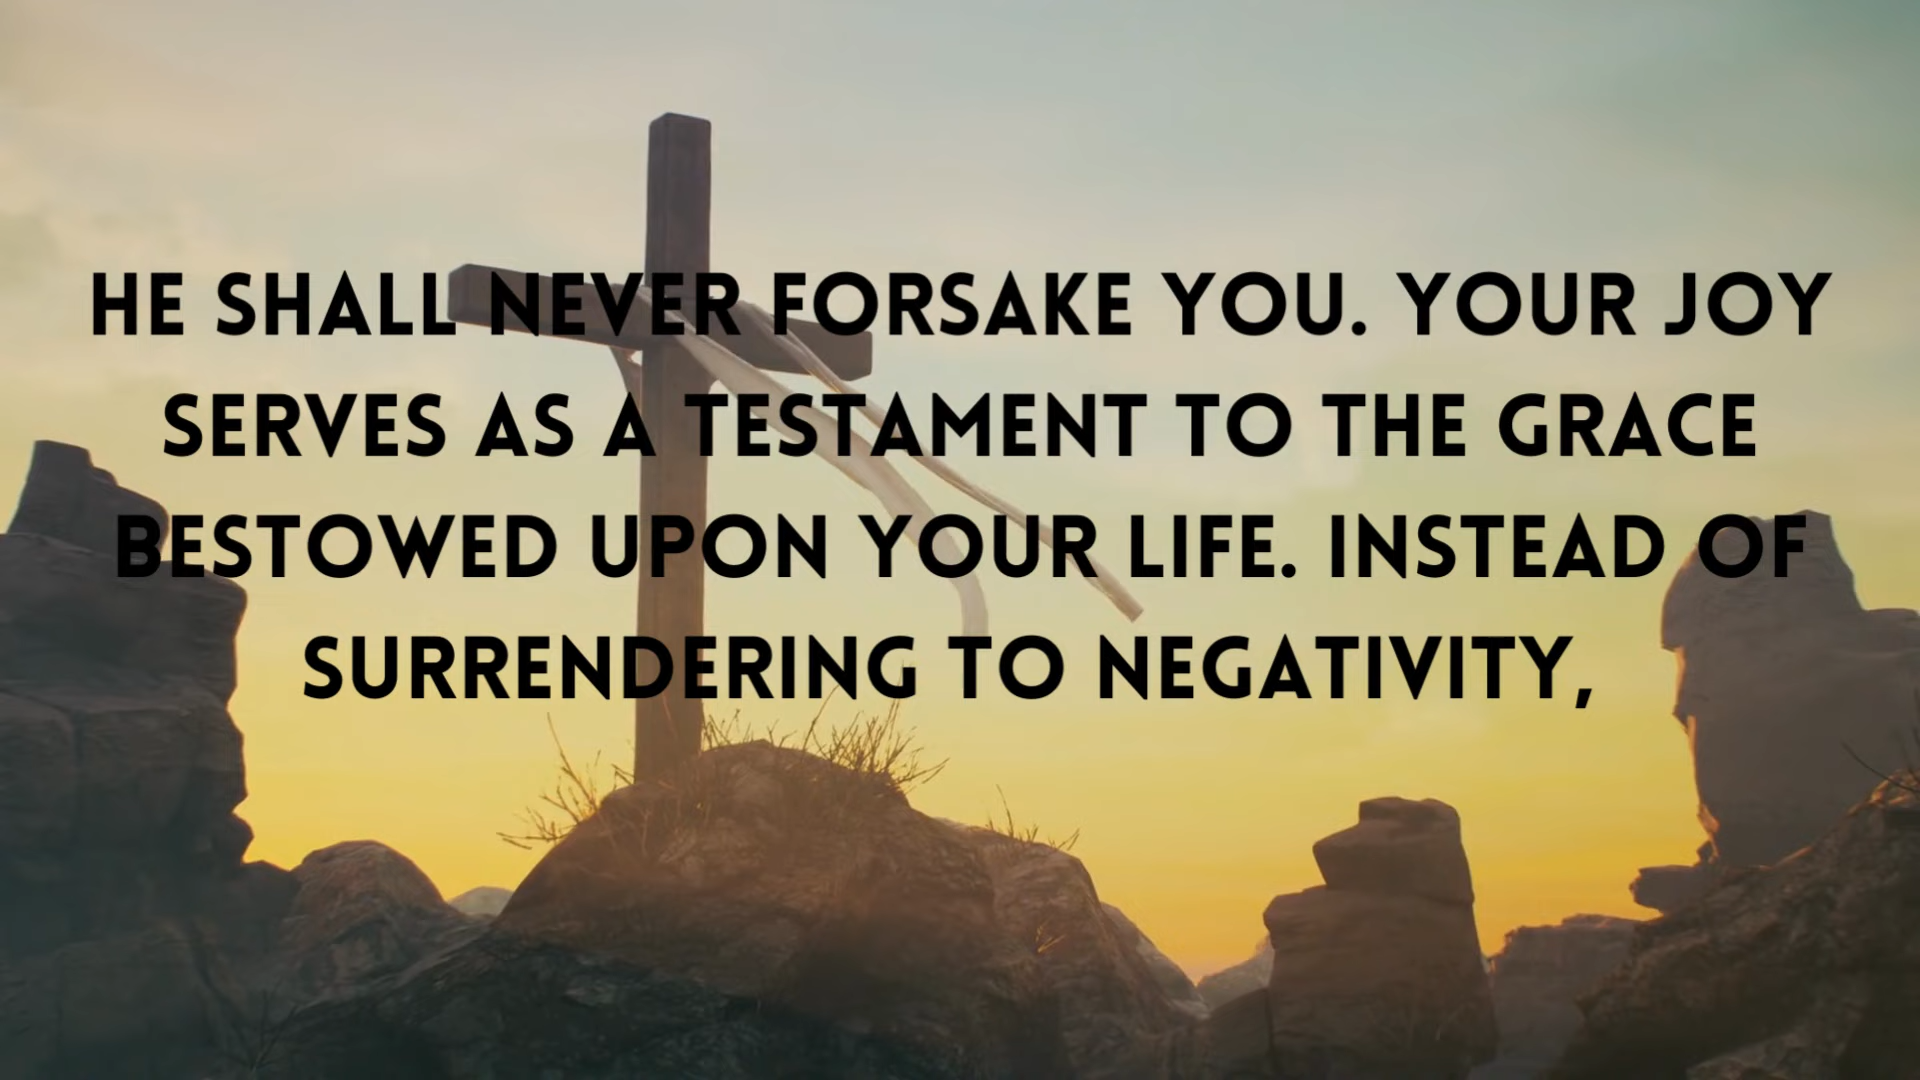 HE SHALL NEVER FORSAKE YOU. YOUR JOY
SERVES AS A TESTAMENT TO THE GRACE
BESTOWED UPON YOUR LIFE. INSTEAD OF
SURRENDERING TO NEGATIVITY,